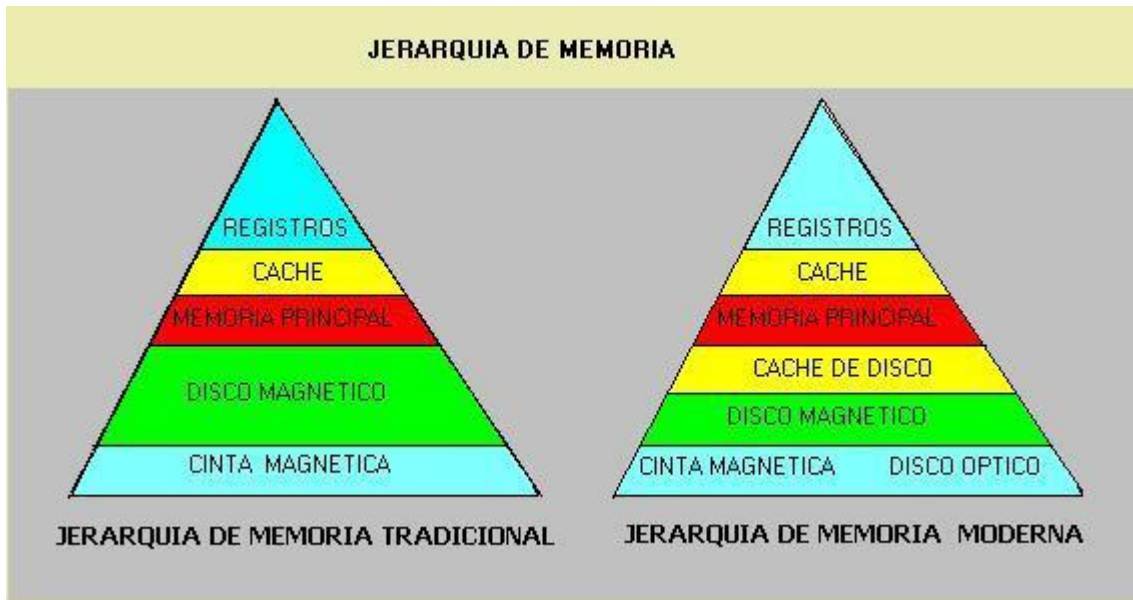 JERARQUIA DE MEMORIA
REGISTROS
CACHE
MEMORIA PRINCIPAL
DISCO MAGNETICO
CINTA MAGNETICA
JERARQUIA DE MEMORIA TRADICIONAL
REGISTROS
CACHE
MEMORIA PRINCIPAL
CACHE DE DISCO
DISCO MAGNETICO
CINTA MAGNETICA DISCO OPTICO
JERARQUIA DE MEMORIA MODERNA